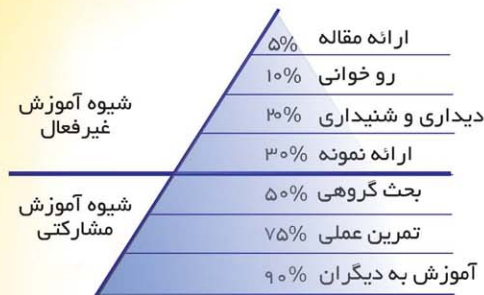 ارائه مقاله ۵%
رو خوانی ۱۰%
دیداری و شنیداری ۲۰%
ارائه نمونه ۳۰%
شیوه آموزش
غیرفعال
بحث گروهی ۵۰%
تمرین عملی ۷۵%
آموزش به دیگران ۹۰%
شیوه آموزش
مشارکتی